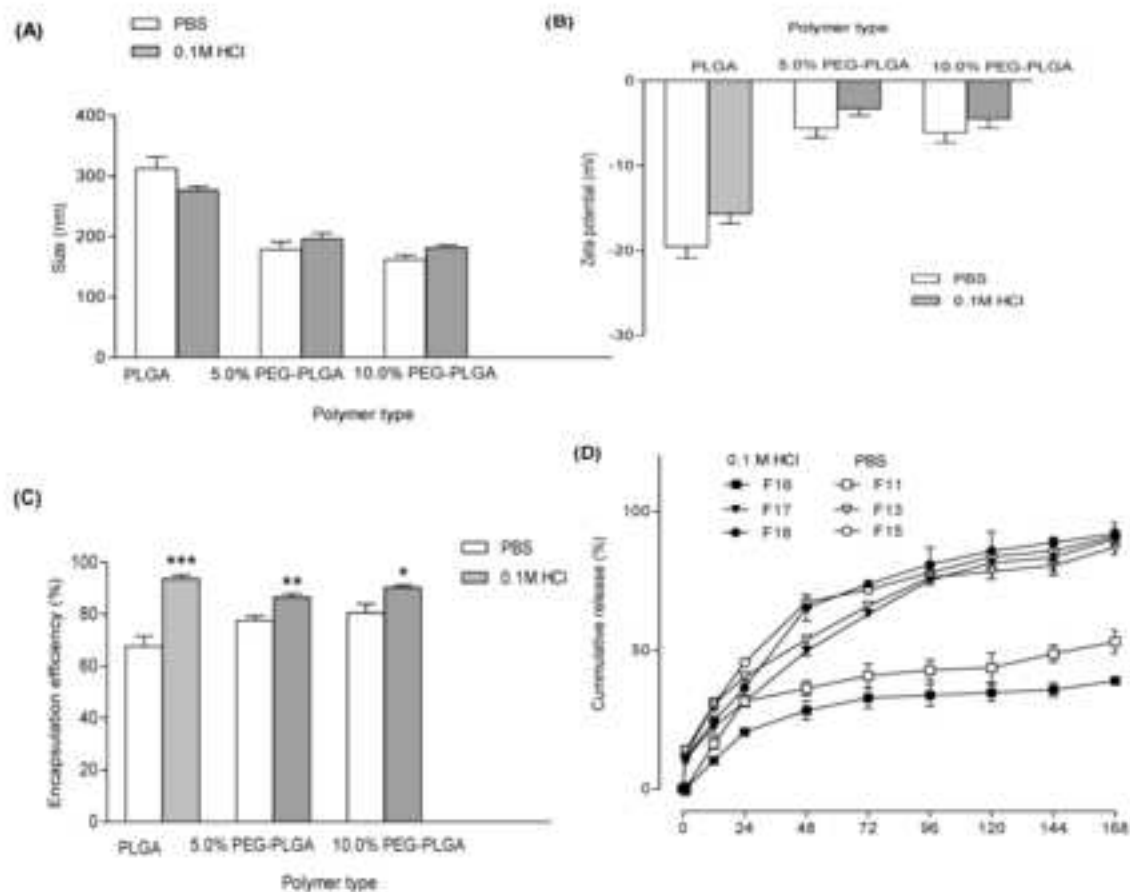 (A)
PBS
0.1M HCl
400
300
200
100
0
Size (nm)
PLGA 5.0% PEG-PLGA 10.0% PEG-PLGA
Polymer type
(B)
Polymer type
PLGA 5.0% PEG-PLGA 10.0% PEG-PLGA
0
-10
-20
-30
Zeta potential (mV)
PBS
0.1M HCl
(C)
PBS
0.1M HCl
100
80
60
40
20
0
Encapsulation efficiency (%)
*** ** *
PLGA 5.0% PEG-PLGA 10.0% PEG-PLGA
Polymer type
(D)
0.1 M HCl PBS
F16 F11
F17 F13
F18 F15
100
50
0
Cummulative release (%)
0 24 48 72 96 120 144 168